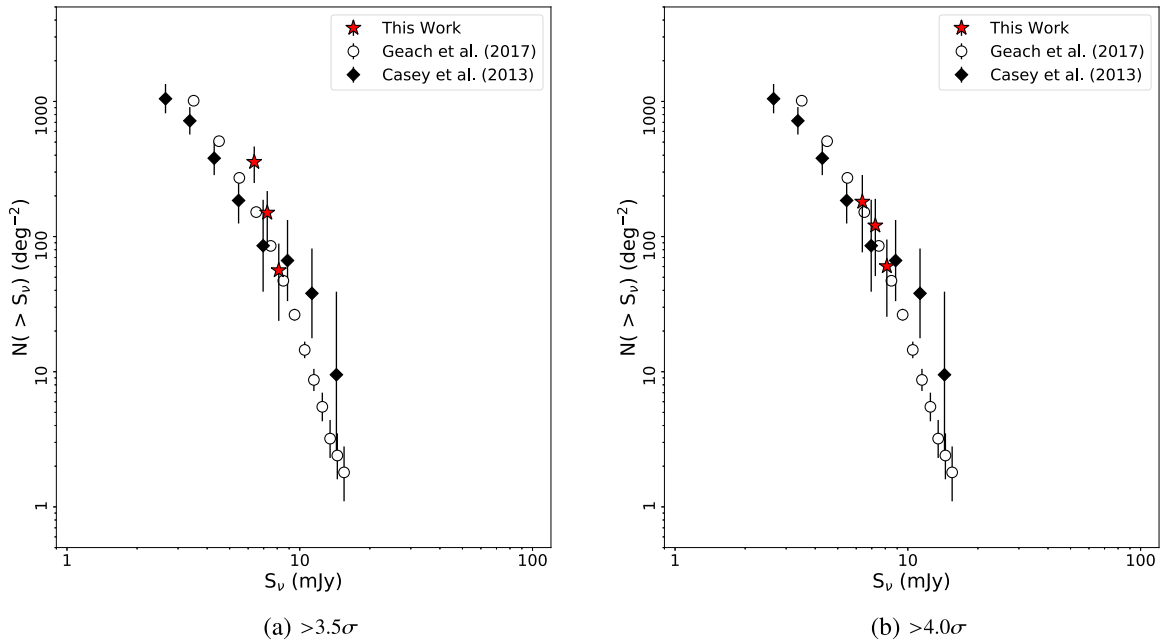 This Work
Geach et al. (2017)
Casey et al. (2013)
1000
100
10
1
N( > Sν) (deg⁻²)
1 10 100
Sν (mJy)
(a) >3.5σ
This Work
Geach et al. (2017)
Casey et al. (2013)
1000
100
10
1
N( > Sν) (deg⁻²)
1 10 100
Sν (mJy)
(b) >4.0σ